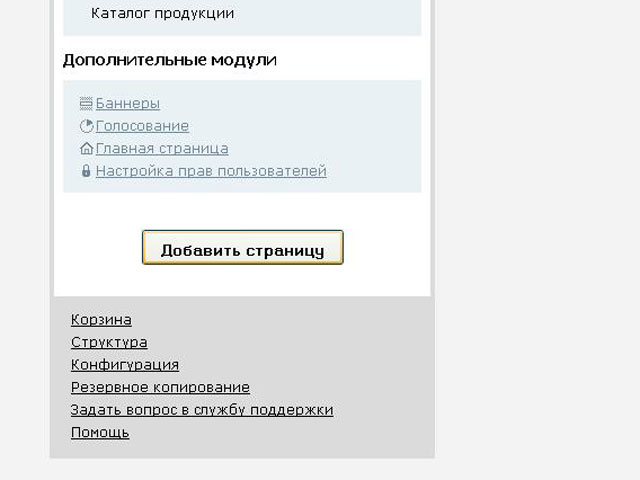 Каталог продукции
Дополнительные модули
Баннеры
Голосование
Главная страница
Настройка прав пользователей
Добавить страницу
Корзина
Структура
Конфигурация
Резервное копирование
Задать вопрос в службу поддержки
Помощь